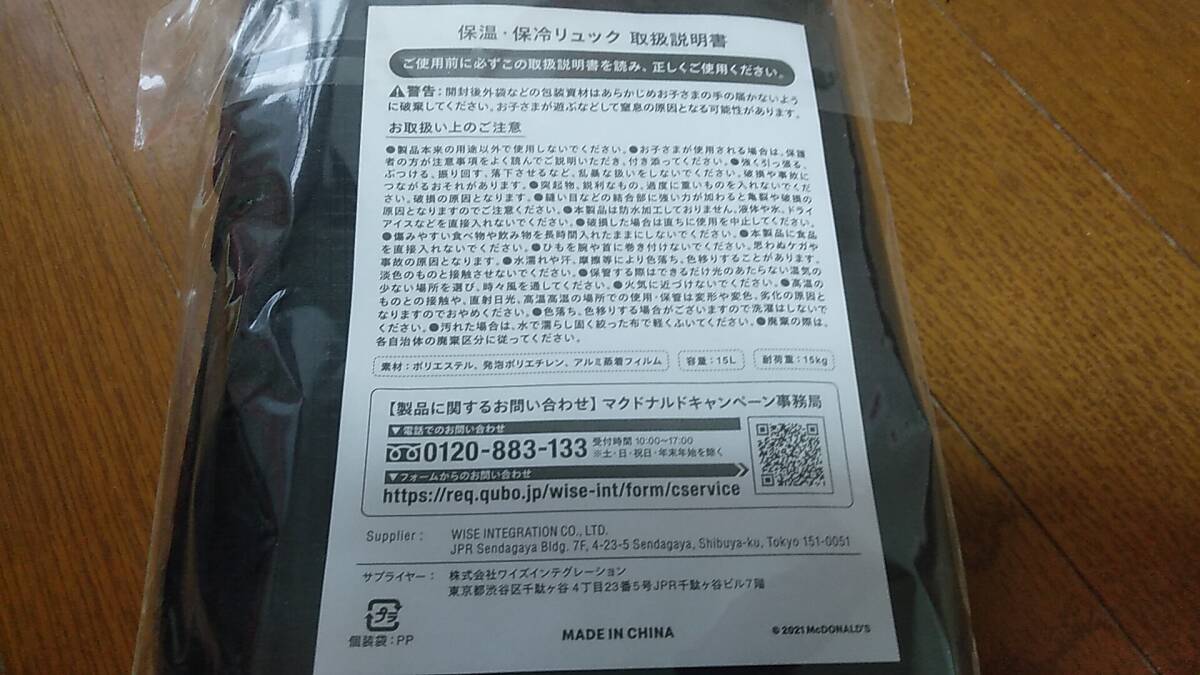 保温・保冷リュック 取扱説明書
ご使用前に必ずこの取扱説明書を読み、正しくご使用ください。
⚠警告:開封後外袋などの包装資材はあらかじめお子さまの手の届かないよう
に破棄してください。お子さまが遊ぶなどして窒息の原因となる可能性があります。
お取扱い上のご注意
●製品本来の用途以外で使用しないでください。●お子さまが使用される場合は、保護
者の方が注意事項をよく読んでご説明いただき、付き添ってください。●強く引っ張る、
ぶつける、振り回す、落下させるなど、乱暴な扱いをしないでください。破損や事故に
つながるおそれがあります。●突起物、鋭利なもの、過度に重いものを入れないでくだ
さい。破損の原因となります。●縫い目などの結合部に強い力が加わると亀裂や破損の
原因となりますのでご注意ください。●本製品は防水加工しておりません。液体や氷、ドライ
アイスなどを直接入れないでください。●破損した場合は直ちに使用を中止してください。
●傷みやすい食べ物や飲み物を長時間入れたままにしないでください。●本製品に食品
を直接入れないでください。●ひもを腕や首に巻き付けないでください。思わぬケガや
事故の原因となります。●水濡れや汗、摩擦等により色落ち、色移りすることがあります。
淡色のものと接触させないでください。●保管する際はできるだけ光のあたらない湿気の
少ない場所を選び、時々風を通してください。●火気に近づけないでください。●高温の
ものとの接触や、直射日光、高温高湿の場所での使用・保管は変形や変色、劣化の原因と
なりますのでおやめください。●色落ち、色移りする場合がございますので洗濯はしないで
ください。●汚れた場合は、水で濡らし固く絞った布で軽くふいてください。●廃棄の際は、
各自治体の廃棄区分に従ってください。
素材:ポリエステル、発泡ポリエチレン、アルミ蒸着フィルム
容量:15L
耐荷重:15kg
【製品に関するお問い合わせ】マクドナルドキャンペーン事務局
▼電話でのお問い合わせ
0120-883-133 受付時間 10:00〜17:00
※土・日・祝日・年末年始を除く
▼フォームからのお問い合わせ
https://req.qubo.jp/wise-int/form/cservice
Supplier: WISE INTEGRATION CO., LTD.
JPR Sendagaya Bldg. 7F, 4-23-5 Sendagaya, Shibuya-ku, Tokyo 151-0051
サプライヤー: 株式会社ワイズインテグレーション
東京都渋谷区千駄ヶ谷4丁目23番5号JPR千駄ヶ谷ビル7階
プラ
個装袋:PP
MADE IN CHINA
© 2021 McDONALD'S